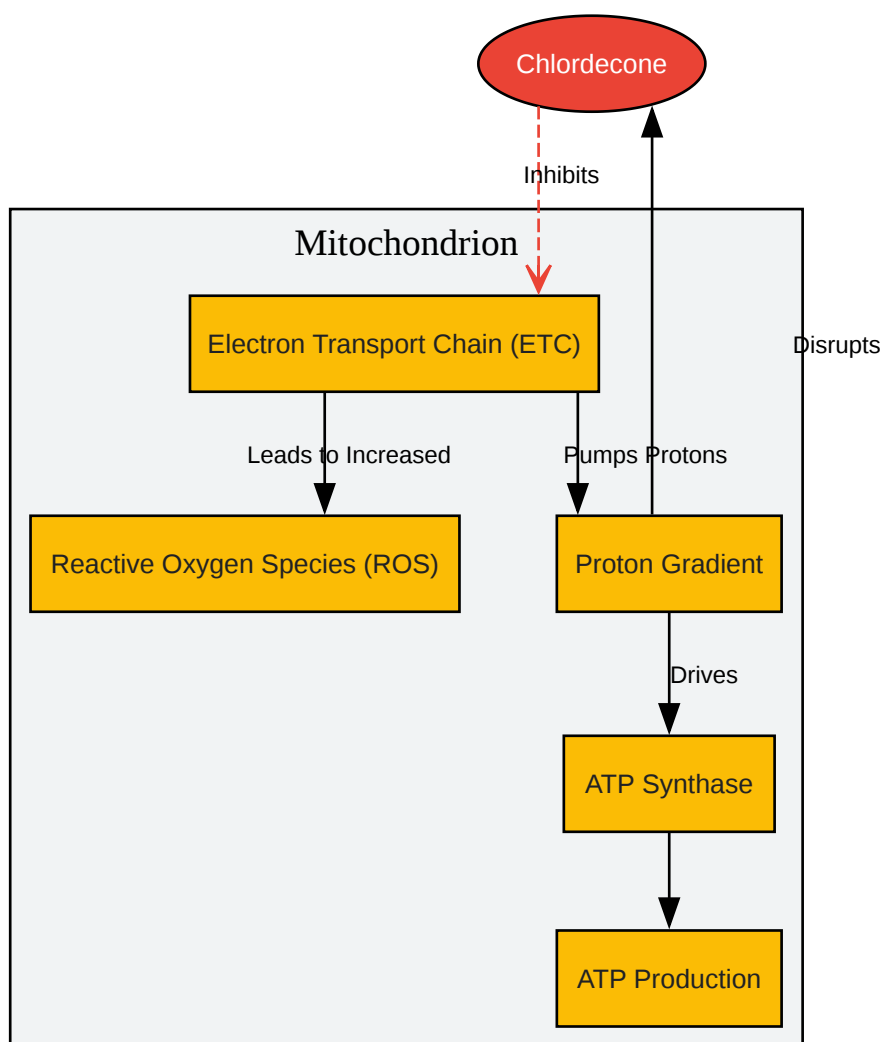 Chlordecone
Inhibits
Mitochondrion
Electron Transport Chain (ETC)
Disrupts
Leads to Increased
Pumps Protons
Reactive Oxygen Species (ROS)
Proton Gradient
Drives
ATP Synthase
ATP Production